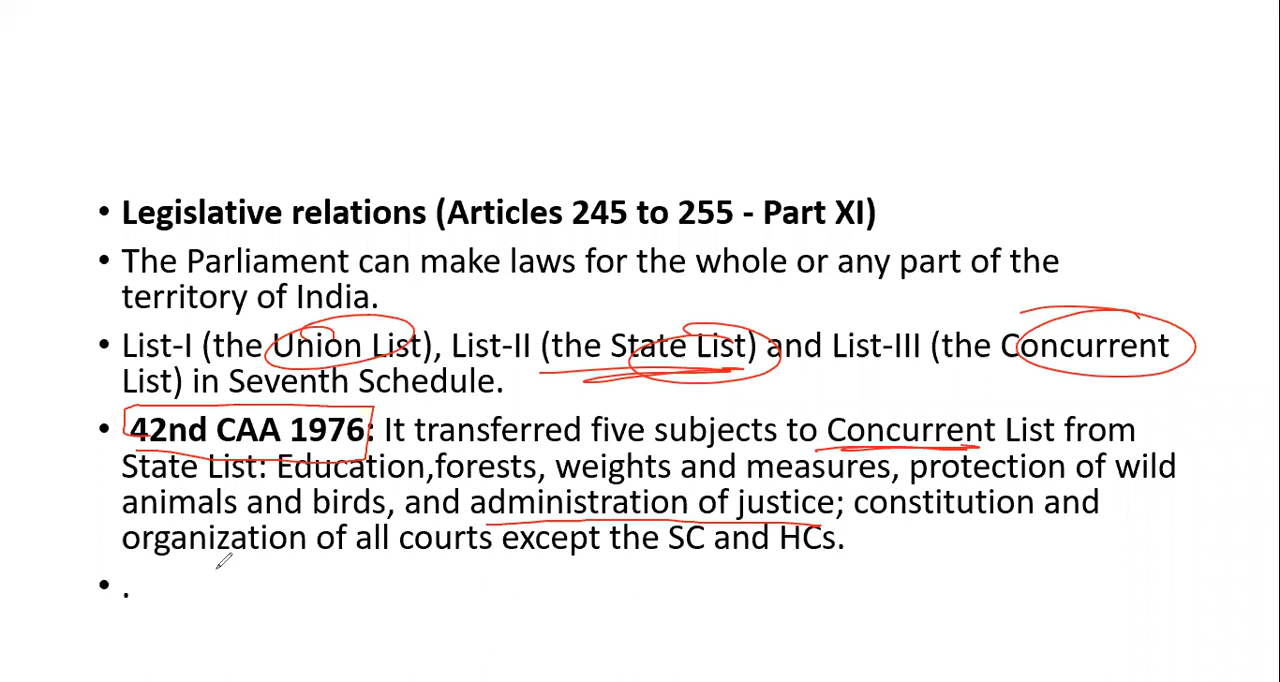 • Legislative relations (Articles 245 to 255 - Part XI)
• The Parliament can make laws for the whole or any part of the
territory of India.
• List-I (the Union List), List-II (the State List) and List-III (the Concurrent
List) in Seventh Schedule.
• 42nd CAA 1976: It transferred five subjects to Concurrent List from
State List: Education,forests, weights and measures, protection of wild
animals and birds, and administration of justice; constitution and
organization of all courts except the SC and HCs.
• .